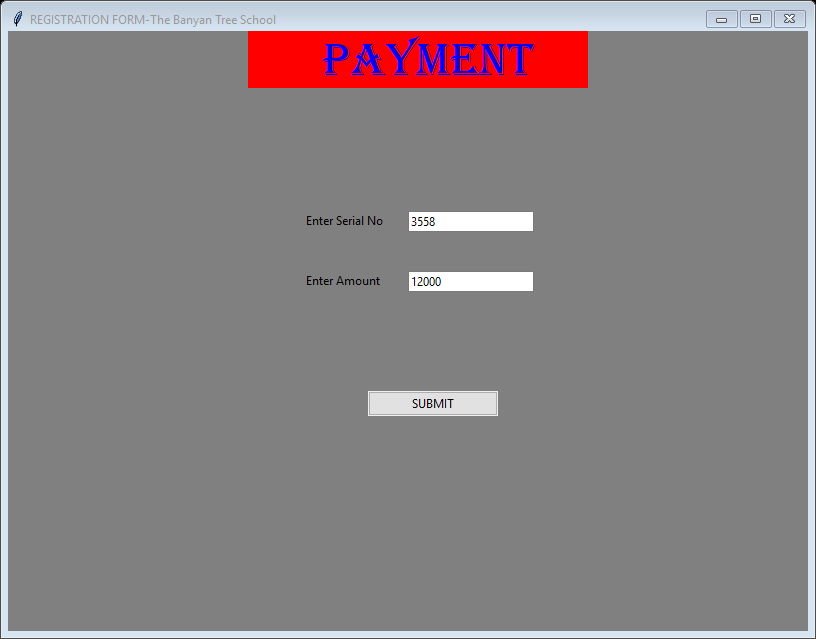 REGISTRATION FORM-The Banyan Tree School
PAYMENT
Enter Serial No 3558
Enter Amount 12000
SUBMIT